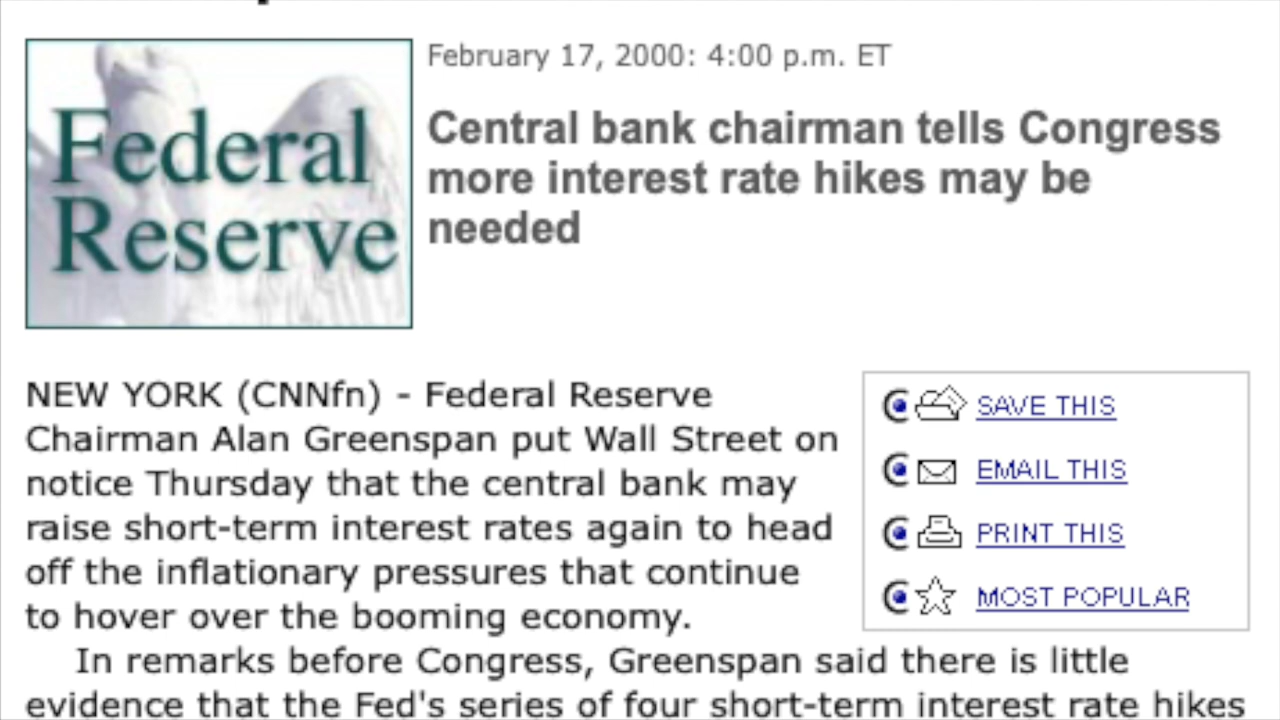 February 17, 2000: 4:00 p.m. ET
Federal
Reserve
Central bank chairman tells Congress
more interest rate hikes may be
needed
NEW YORK (CNNfn) - Federal Reserve
Chairman Alan Greenspan put Wall Street on
notice Thursday that the central bank may
raise short-term interest rates again to head
off the inflationary pressures that continue
to hover over the booming economy.
SAVE THIS
EMAIL THIS
PRINT THIS
MOST POPULAR
In remarks before Congress, Greenspan said there is little
evidence that the Fed's series of four short-term interest rate hikes